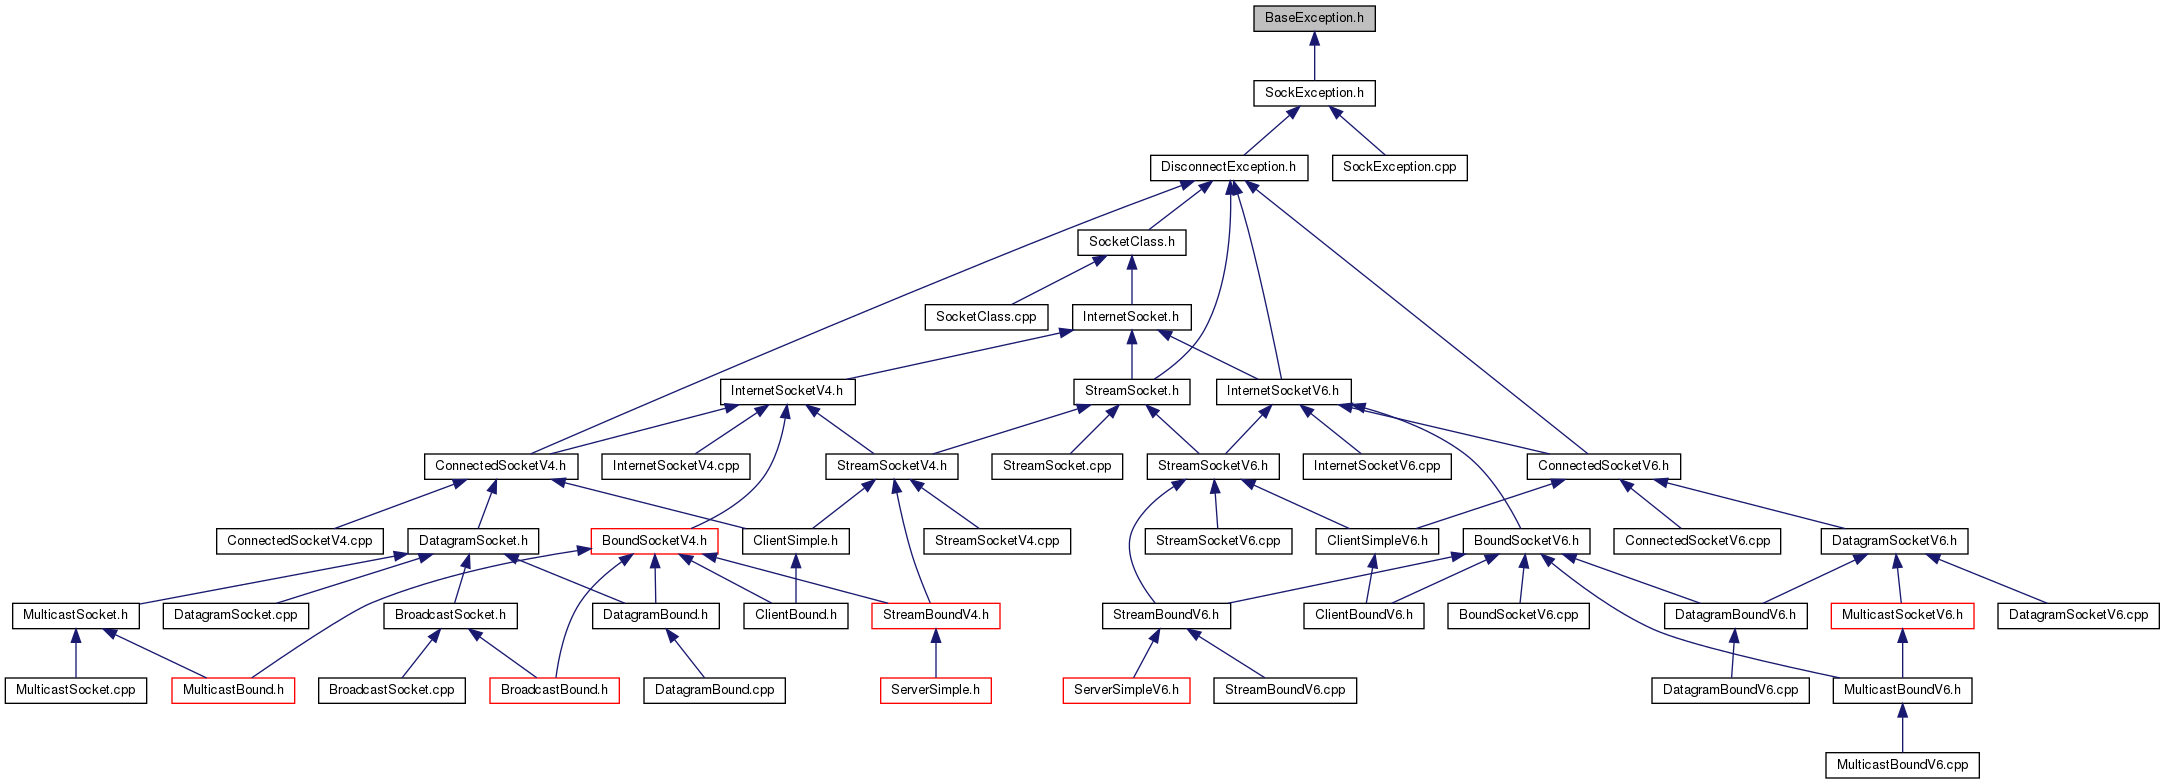 BaseException.h
SockException.h
DisconnectException.h
SockException.cpp
SocketClass.h
SocketClass.cpp
InternetSocket.h
InternetSocketV4.h
StreamSocket.h
InternetSocketV6.h
ConnectedSocketV4.h
InternetSocketV4.cpp
StreamSocketV4.h
StreamSocket.cpp
StreamSocketV6.h
InternetSocketV6.cpp
ConnectedSocketV6.h
ConnectedSocketV4.cpp
DatagramSocket.h
BoundSocketV4.h
ClientSimple.h
StreamSocketV4.cpp
StreamSocketV6.cpp
ClientSimpleV6.h
BoundSocketV6.h
ConnectedSocketV6.cpp
DatagramSocketV6.h
MulticastSocket.h
DatagramSocket.cpp
BroadcastSocket.h
DatagramBound.h
ClientBound.h
StreamBoundV4.h
StreamBoundV6.h
ClientBoundV6.h
BoundSocketV6.cpp
DatagramBoundV6.h
MulticastSocketV6.h
DatagramSocketV6.cpp
MulticastSocket.cpp
MulticastBound.h
BroadcastSocket.cpp
BroadcastBound.h
DatagramBound.cpp
ServerSimple.h
ServerSimpleV6.h
StreamBoundV6.cpp
DatagramBoundV6.cpp
MulticastBoundV6.h
MulticastBoundV6.cpp